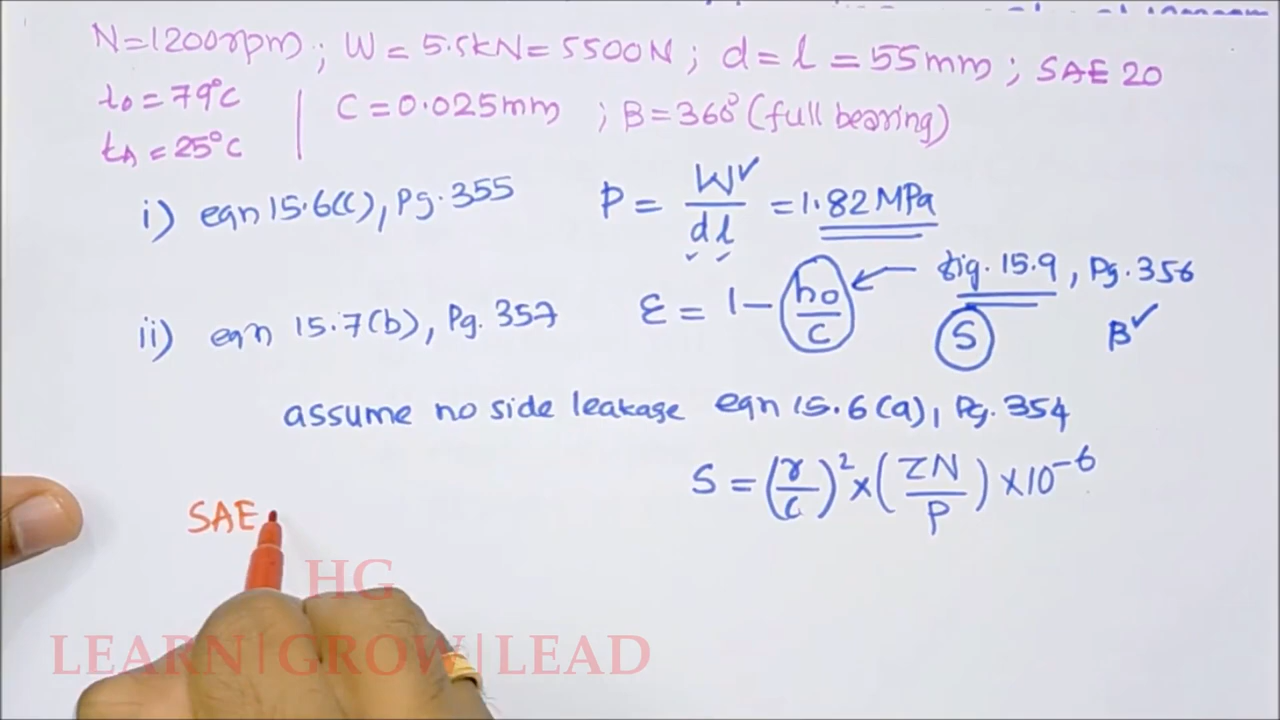 N=1200rpm; W = 5.5kN = 5500N; d = l = 55mm; SAE 20
to = 79°C
C = 0.025mm ; β = 360° (full bearing)
tA = 25°C
i) eqn 15.6(c), Pg. 355 P = W/dl = 1.82 MPa
ii) eqn 15.7(b), Pg. 357 ε = 1 - ho/c fig. 15.9, Pg. 356
S β
assume no side leakage eqn 15.6(a), Pg. 354
S = (r/c)² × (ZN/P) × 10⁻⁶
SAE
HG
LEARN|GROW|LEAD